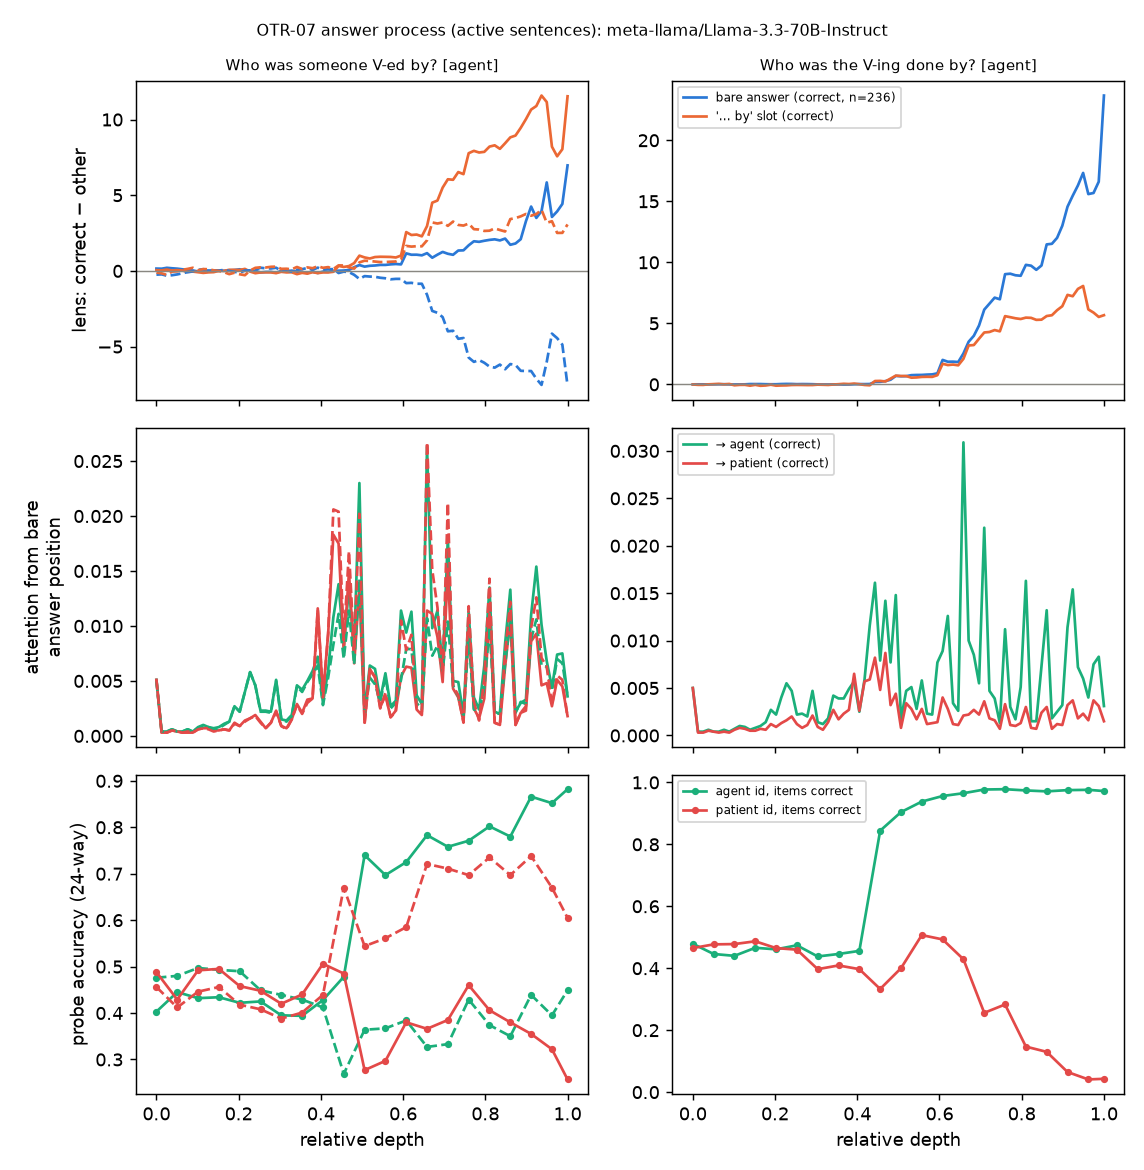 OTR-07 answer process (active sentences): meta-llama/Llama-3.3-70B-Instruct
Who was someone V-ed by? [agent]
Who was the V-ing done by? [agent]
lens: correct − other
10
5
0
−5
20
15
10
5
0
bare answer (correct, n=236)
'... by' slot (correct)
attention from bare
answer position
0.025
0.020
0.015
0.010
0.005
0.000
0.030
0.025
0.020
0.015
0.010
0.005
0.000
→ agent (correct)
→ patient (correct)
probe accuracy (24-way)
0.9
0.8
0.7
0.6
0.5
0.4
0.3
1.0
0.8
0.6
0.4
0.2
0.0
agent id, items correct
patient id, items correct
0.0 0.2 0.4 0.6 0.8 1.0
0.0 0.2 0.4 0.6 0.8 1.0
relative depth
relative depth